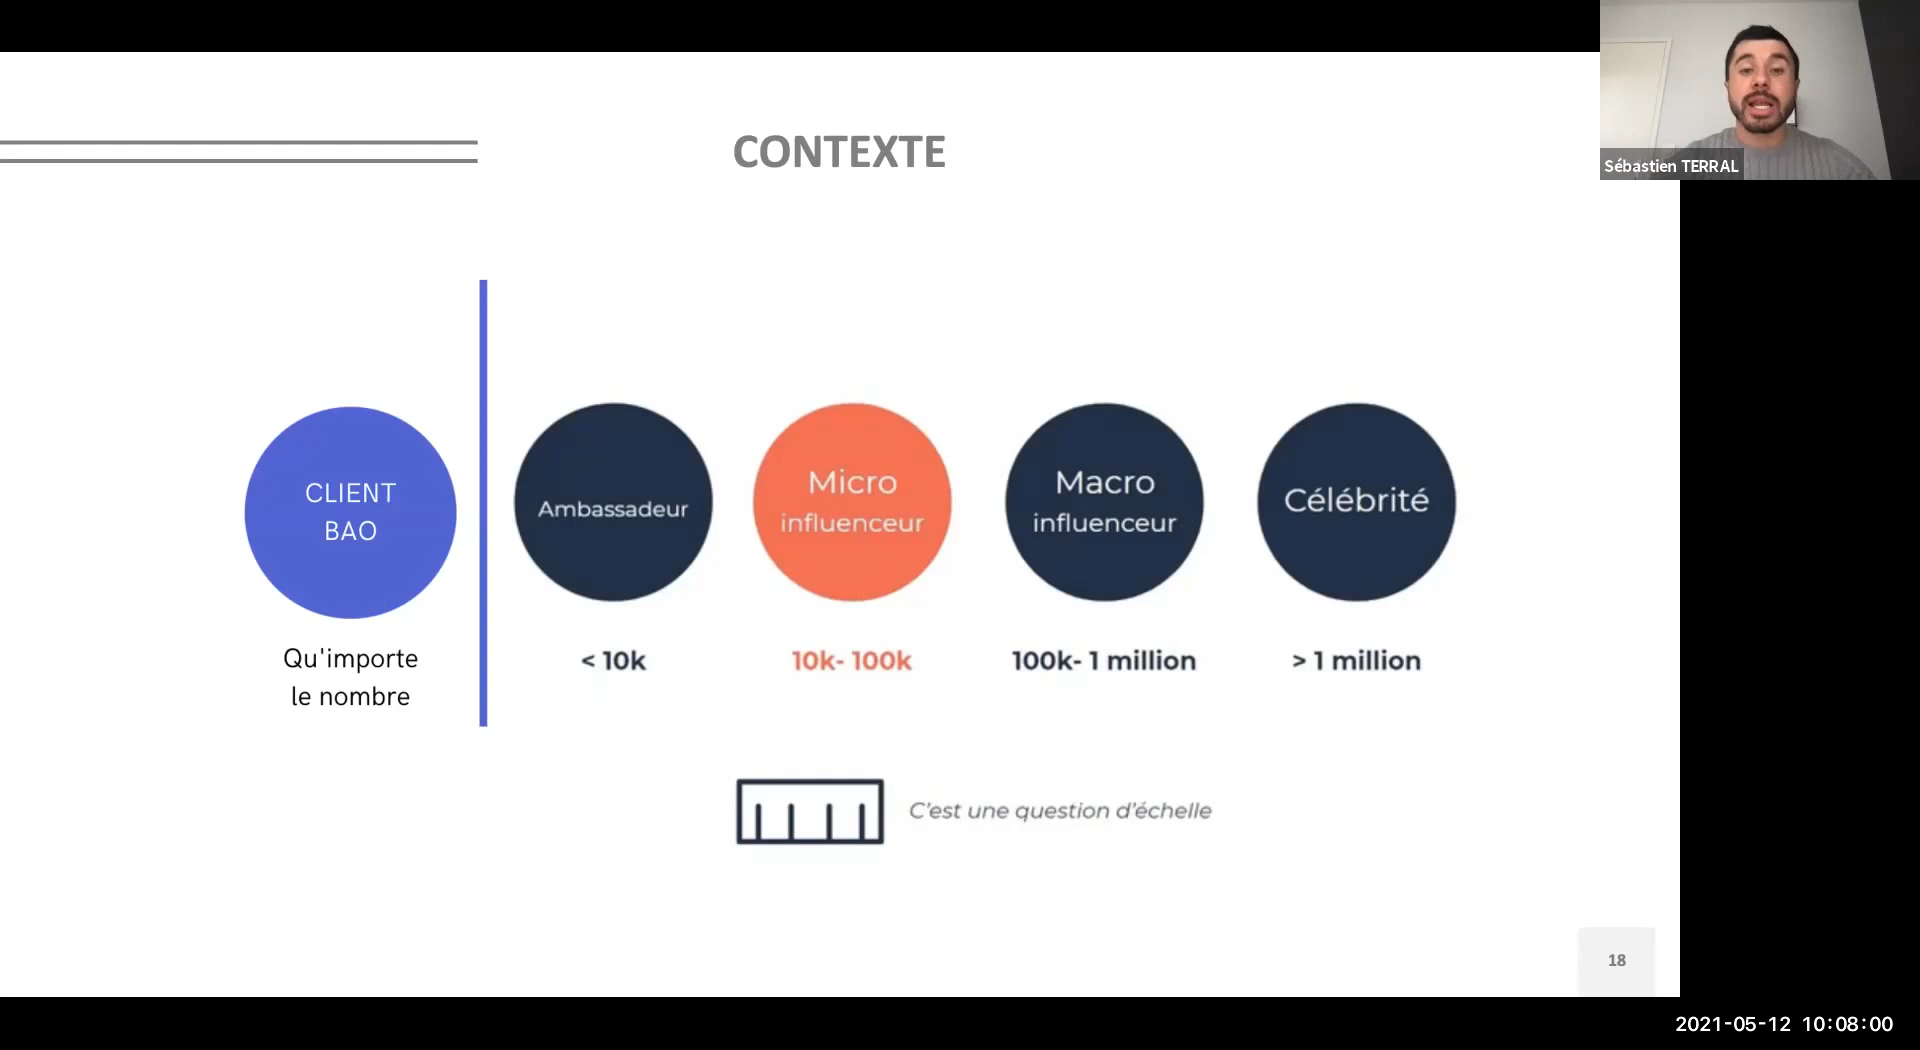 CONTEXTE
Sébastien TERRAL
CLIENT
BAO
Qu'importe
le nombre
Ambassadeur
< 10k
Micro
influenceur
10k- 100k
Macro
influenceur
100k- 1 million
Célébrité
> 1 million
C’est une question d’échelle
18
2021-05-12 10:08:00